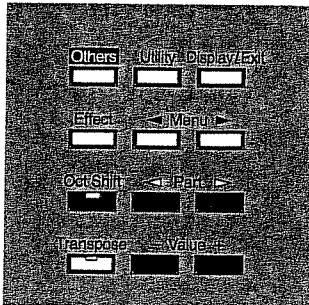 Others Utility Display/Exit
Effect ◄ Menu ►
Oct Shift ◁ Part ▷
Transpose – Value +